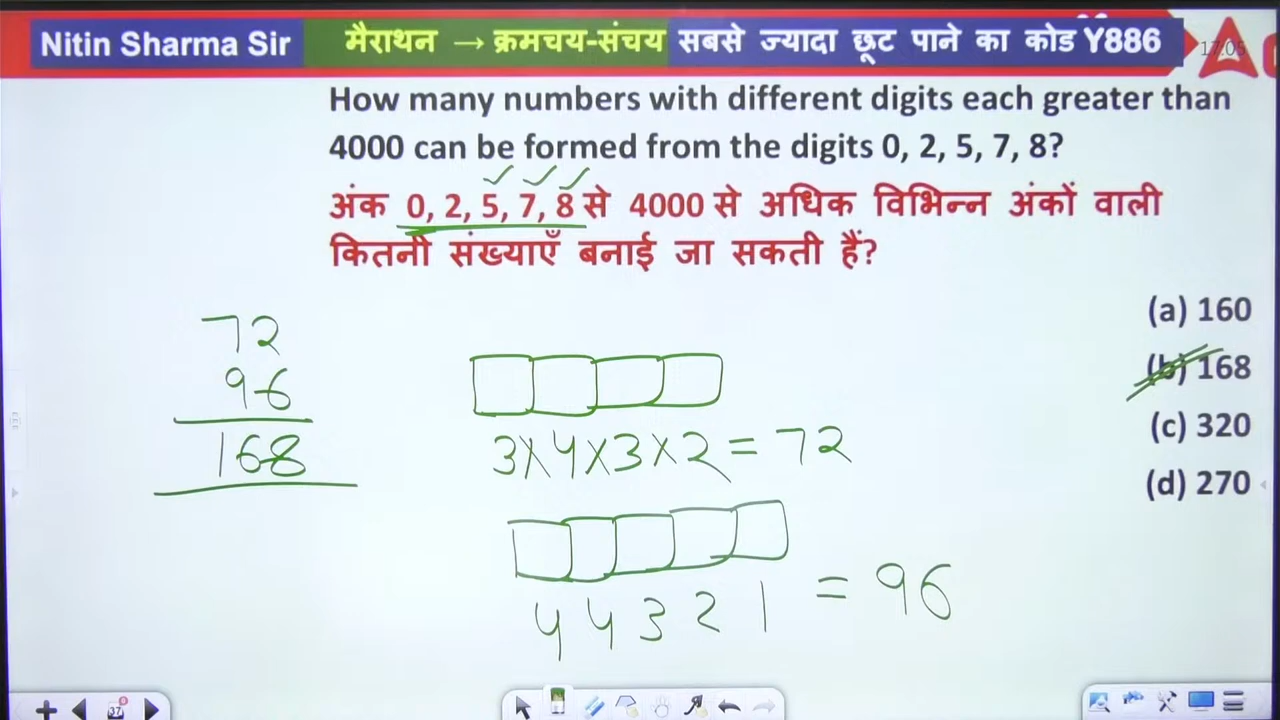 Nitin Sharma Sir मैराथन → क्रमचय-संचय सबसे ज्यादा छूट पाने का कोड Y886
17:05
How many numbers with different digits each greater than
4000 can be formed from the digits 0, 2, 5, 7, 8?
अंक 0, 2, 5, 7, 8 से 4000 से अधिक विभिन्न अंकों वाली
कितनी संख्याएँ बनाई जा सकती हैं?
(a) 160
(b) 168
(c) 320
(d) 270
72
96
168
3×4×3×2=72
4 4 3 2 1 = 96
37